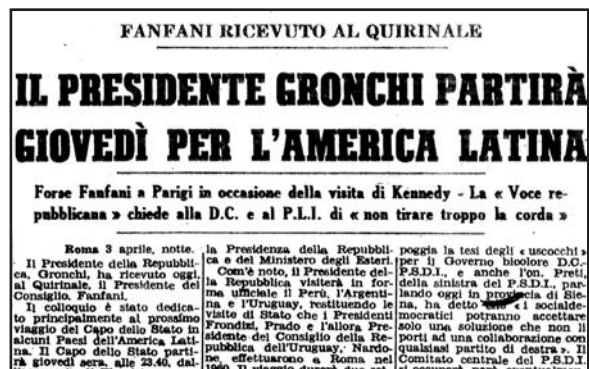 FANFANI RICEVUTO AL QUIRINALE
IL PRESIDENTE GRONCHI PARTIRÀ
GIOVEDÌ PER L'AMERICA LATINA
Forse Fanfani a Parigi in occasione della visita di Kennedy - La « Voce re-
pubblicana » chiede alla D.C. e al P.L.I. di « non tirare troppo la corda »
Roma 3 aprile, notte.
Il Presidente della Repubbli-
ca, Gronchi, ha ricevuto oggi,
al Quirinale, il Presidente del
Consiglio, Fanfani.
Il colloquio è stato dedica-
to principalmente al prossimo
viaggio del Capo dello Stato in
alcuni Paesi dell'America Lati-
na. Il Capo dello Stato parti-
rà giovedì sera, alle 23.40, dal-
la Presidenza della Repubbli-
ca e del Ministero degli Esteri.
Com'è noto, il Presidente del-
la Repubblica visiterà in for-
ma ufficiale il Perù, l'Argenti-
na e l'Uruguay, restituendo le
visite di Stato che i Presidenti
Frondizi, Prado e l'allora Pre-
sidente del Consiglio della Re-
pubblica dell'Uruguay, Nardo-
ne, effettuarono a Roma nel
1960. Il viaggio durerà due set-
poggia la tesi degli « uscocchi »
per il Governo bicolore D.C.-
P.S.D.I., e anche l'on. Preti,
della sinistra del P.S.D.I., par-
lando oggi in provincia di Sie-
na, ha detto « i socialde-
mocratici potranno accettare
solo una soluzione che non li
porti ad una collaborazione con
qualsiasi partito di destra ». Il
Comitato centrale del P.S.D.I.